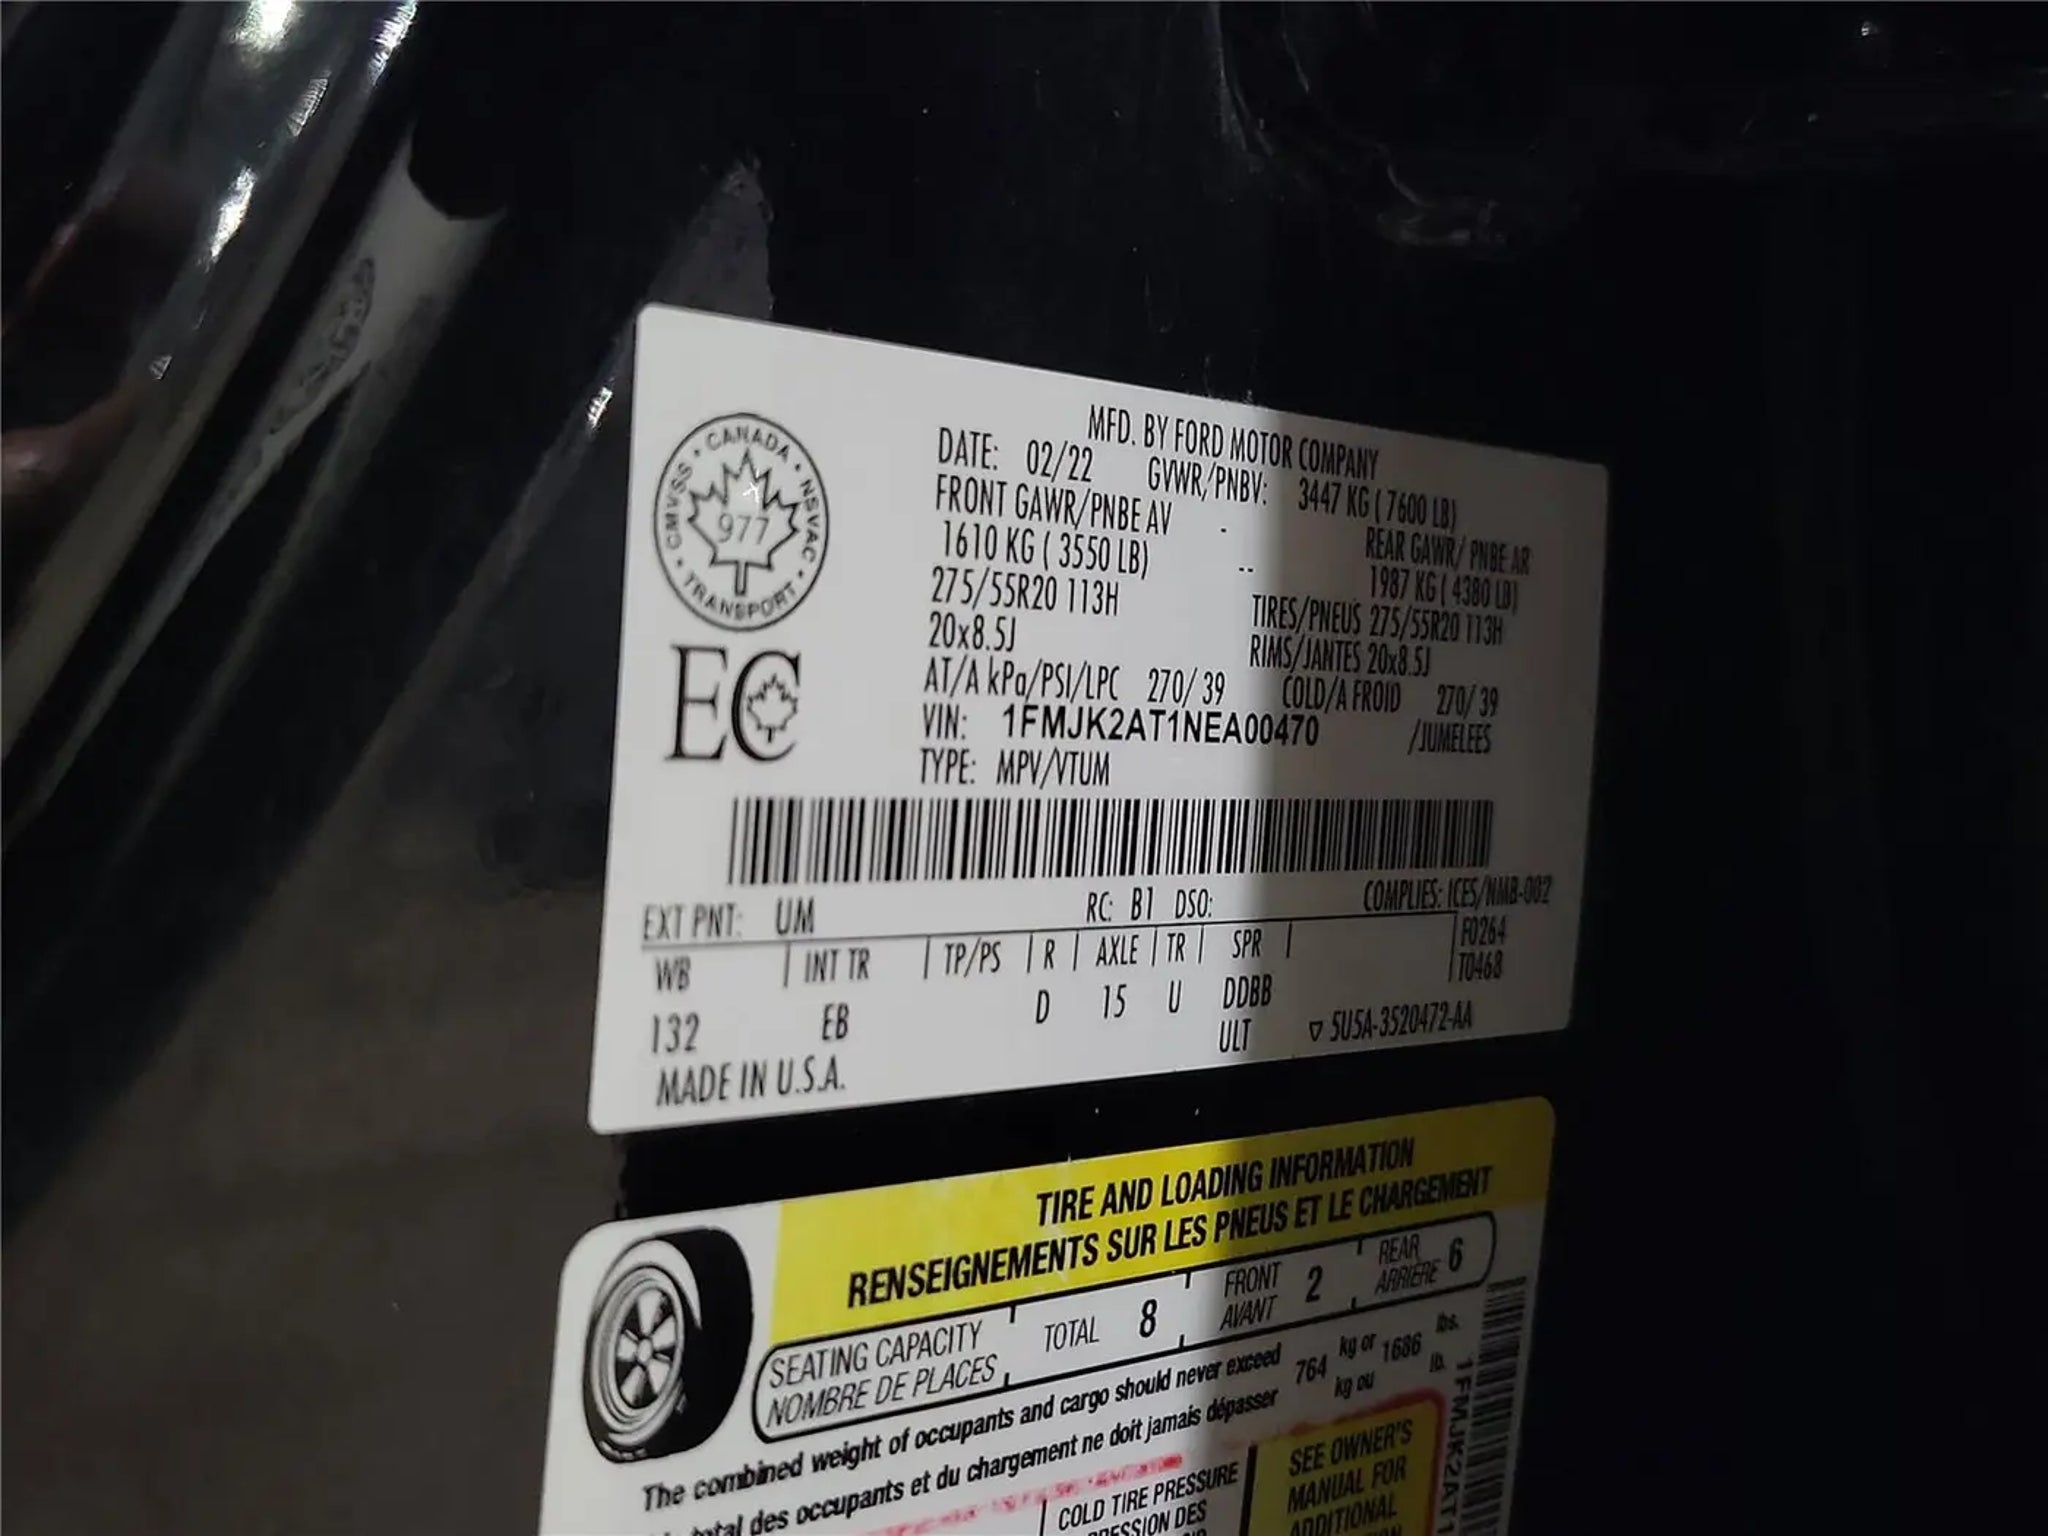 CMVSS • CANADA • NSVAC • TRANSPORT •
977
EC
MFD. BY FORD MOTOR COMPANY
DATE: 02/22 GVWR/PNBV: 3447 KG ( 7600 LB)
FRONT GAWR/PNBE AV - REAR GAWR/ PNBE AR
1610 KG ( 3550 LB) -- 1987 KG ( 4380 LB)
275/55R20 113H TIRES/PNEUS 275/55R20 113H
20x8.5J RIMS/JANTES 20x8.5J
AT/A kPa/PSI/LPC 270/ 39 COLD/A FROID 270/ 39
VIN: 1FMJK2AT1NEA00470 /JUMELEES
TYPE: MPV/VTUM
EXT PNT: UM RC: B1 DSO: COMPLIES: ICES/NMB-002
WB | INT TR | TP/PS | R | AXLE | TR | SPR | F0264
T0468
132 EB D 15 U DDBB
ULT ▽ 5U5A-3520472-AA
MADE IN U.S.A.
TIRE AND LOADING INFORMATION
RENSEIGNEMENTS SUR LES PNEUS ET LE CHARGEMENT
SEATING CAPACITY
NOMBRE DE PLACES
TOTAL 8
FRONT
AVANT 2
REAR
ARRIÈRE 6
The combined weight of occupants and cargo should never exceed 764 kg or 1686 lbs.
total des occupants et du chargement ne doit jamais dépasser kg ou lb.
COLD TIRE PRESSURE
DES
SEE OWNER'S
MANUAL FOR
ADDITIONAL
1FMJK2AT1